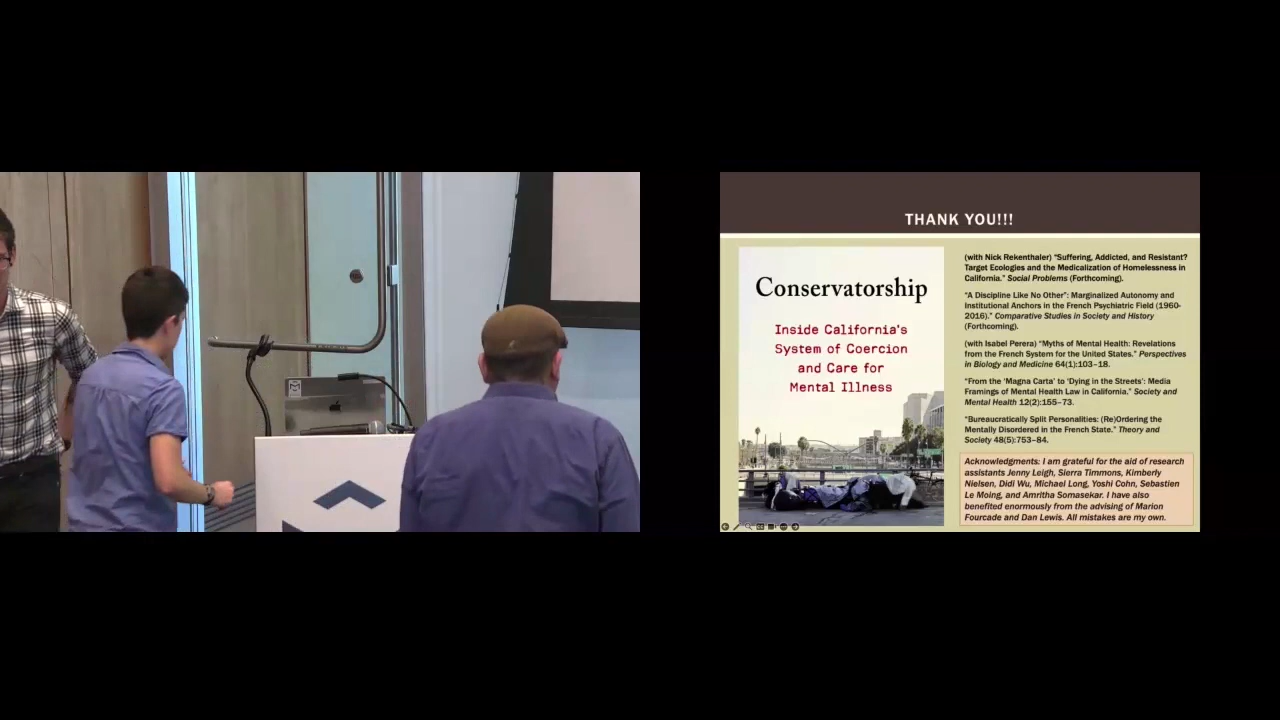 THANK YOU!!!
Conservatorship
Inside California's
System of Coercion
and Care for
Mental Illness
(with Nick Rekenthaler) "Suffering, Addicted, and Resistant?
Target Ecologies and the Medicalization of Homelessness in
California." Social Problems (Forthcoming).
"A Discipline Like No Other": Marginalized Autonomy and
Institutional Anchors in the French Psychiatric Field (1960-
2016)." Comparative Studies in Society and History
(Forthcoming).
(with Isabel Perera) "Myths of Mental Health: Revelations
from the French System for the United States." Perspectives
in Biology and Medicine 64(1):103–18.
"From the 'Magna Carta' to 'Dying in the Streets': Media
Framings of Mental Health Law in California." Society and
Mental Health 12(2):155–73.
"Bureaucratically Split Personalities: (Re)Ordering the
Mentally Disordered in the French State." Theory and
Society 48(5):753–84.
Acknowledgments: I am grateful for the aid of research
assistants Jenny Leigh, Sierra Timmons, Kimberly
Nielsen, Didi Wu, Michael Long, Yoshi Cohn, Sebastien
Le Moing, and Amritha Somasekar. I have also
benefited enormously from the advising of Marion
Fourcade and Dan Lewis. All mistakes are my own.